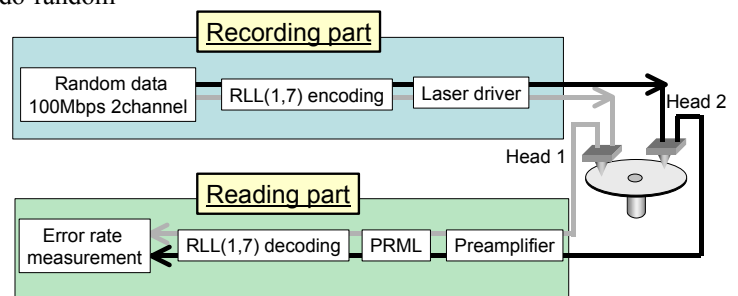 do-random
Recording part
Random data
100Mbps 2channel
RLL(1,7) encoding
Laser driver
Head 2
Head 1
Reading part
Error rate
measurement
RLL(1,7) decoding
PRML
Preamplifier